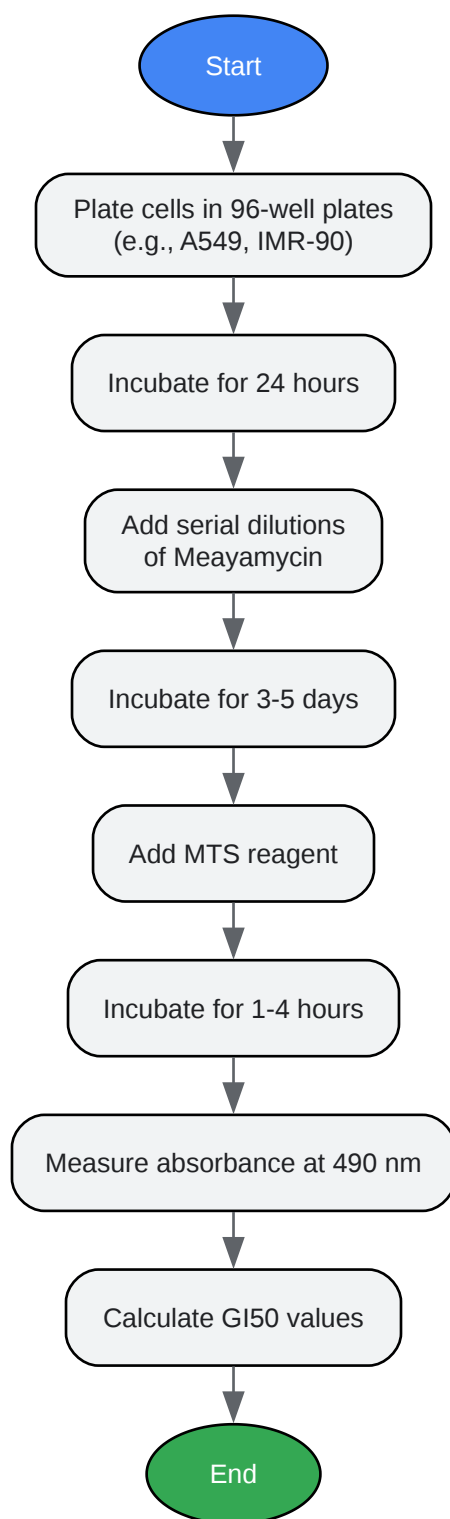 Start
Plate cells in 96-well plates
(e.g., A549, IMR-90)
Incubate for 24 hours
Add serial dilutions
of Meayamycin
Incubate for 3-5 days
Add MTS reagent
Incubate for 1-4 hours
Measure absorbance at 490 nm
Calculate GI50 values
End